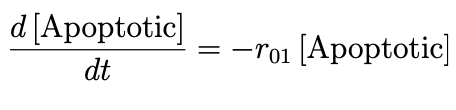 d [Apoptotic] / dt = −r₀₁ [Apoptotic]